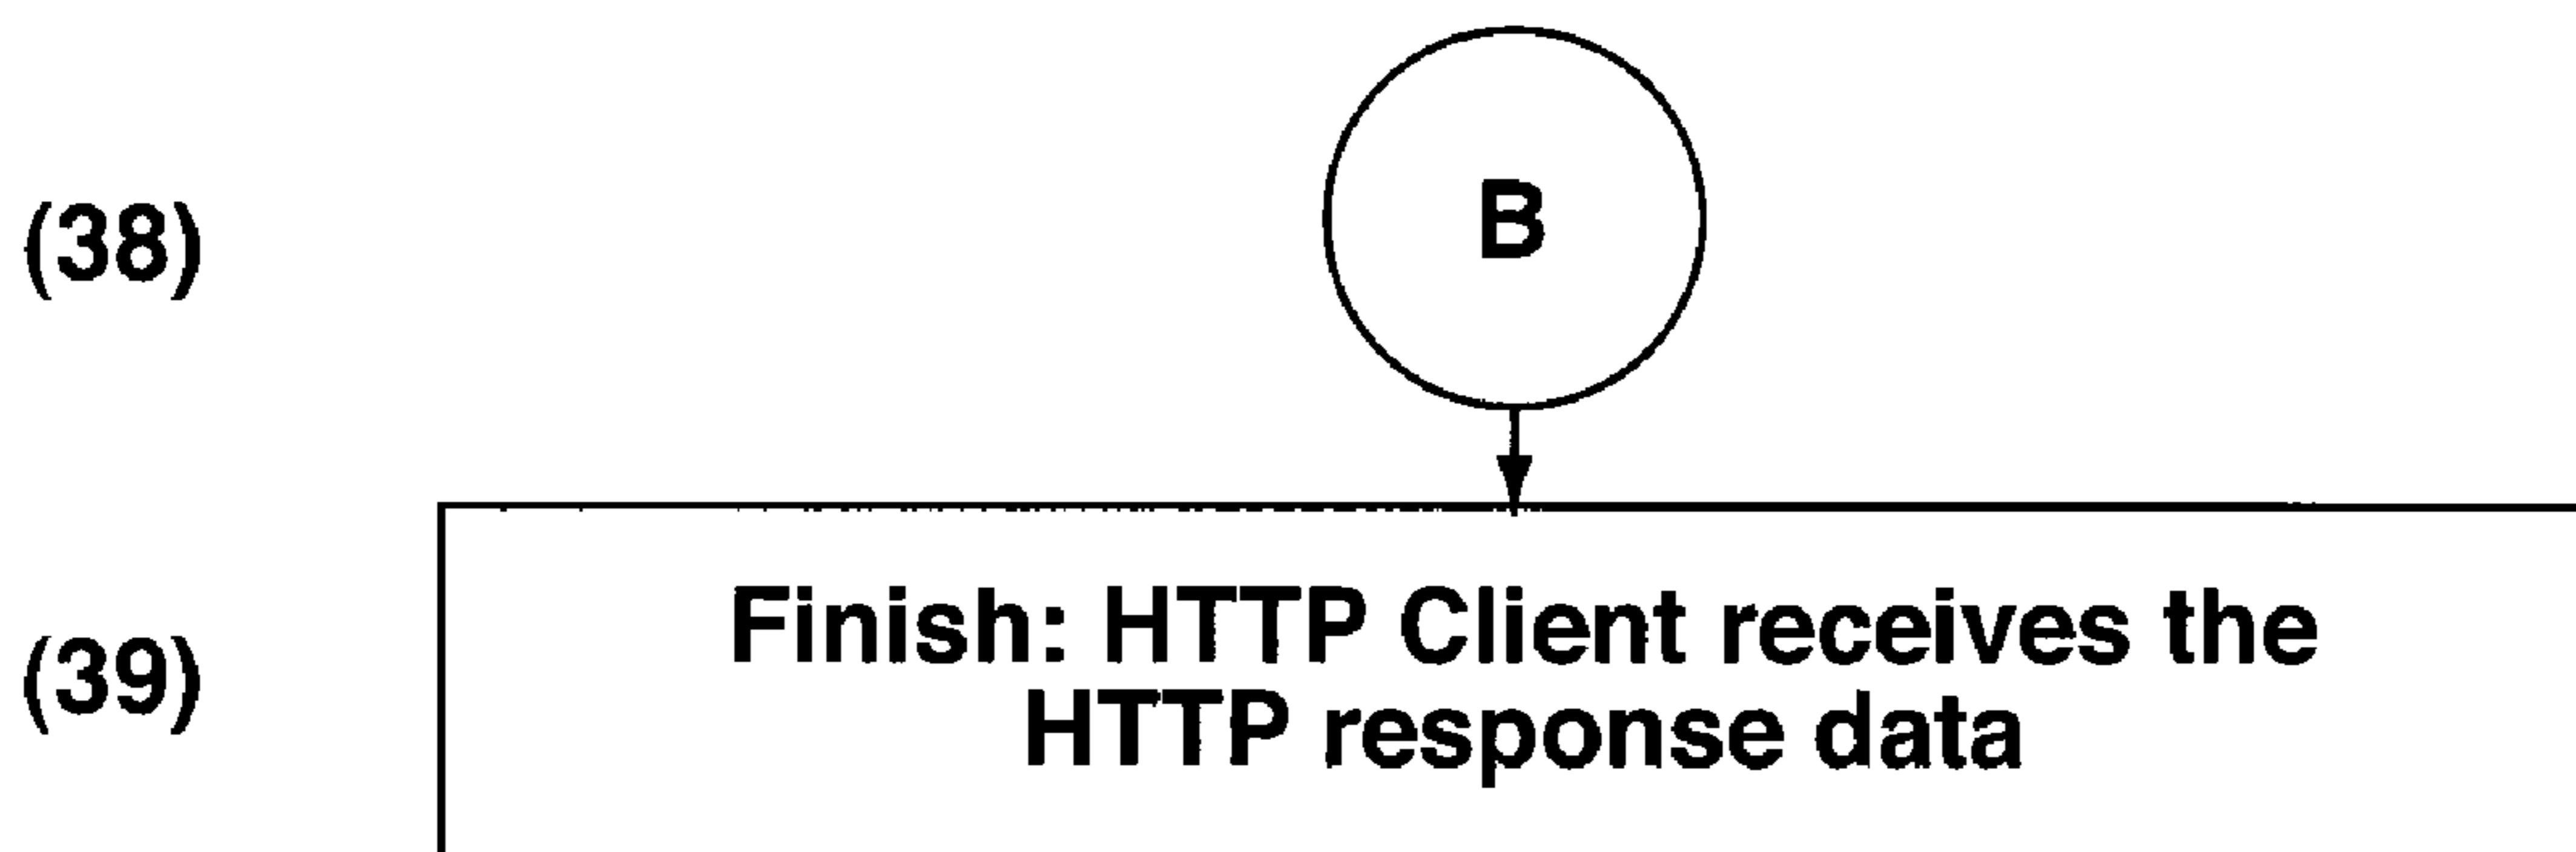 (38)
B
(39)
Finish: HTTP Client receives the
HTTP response data